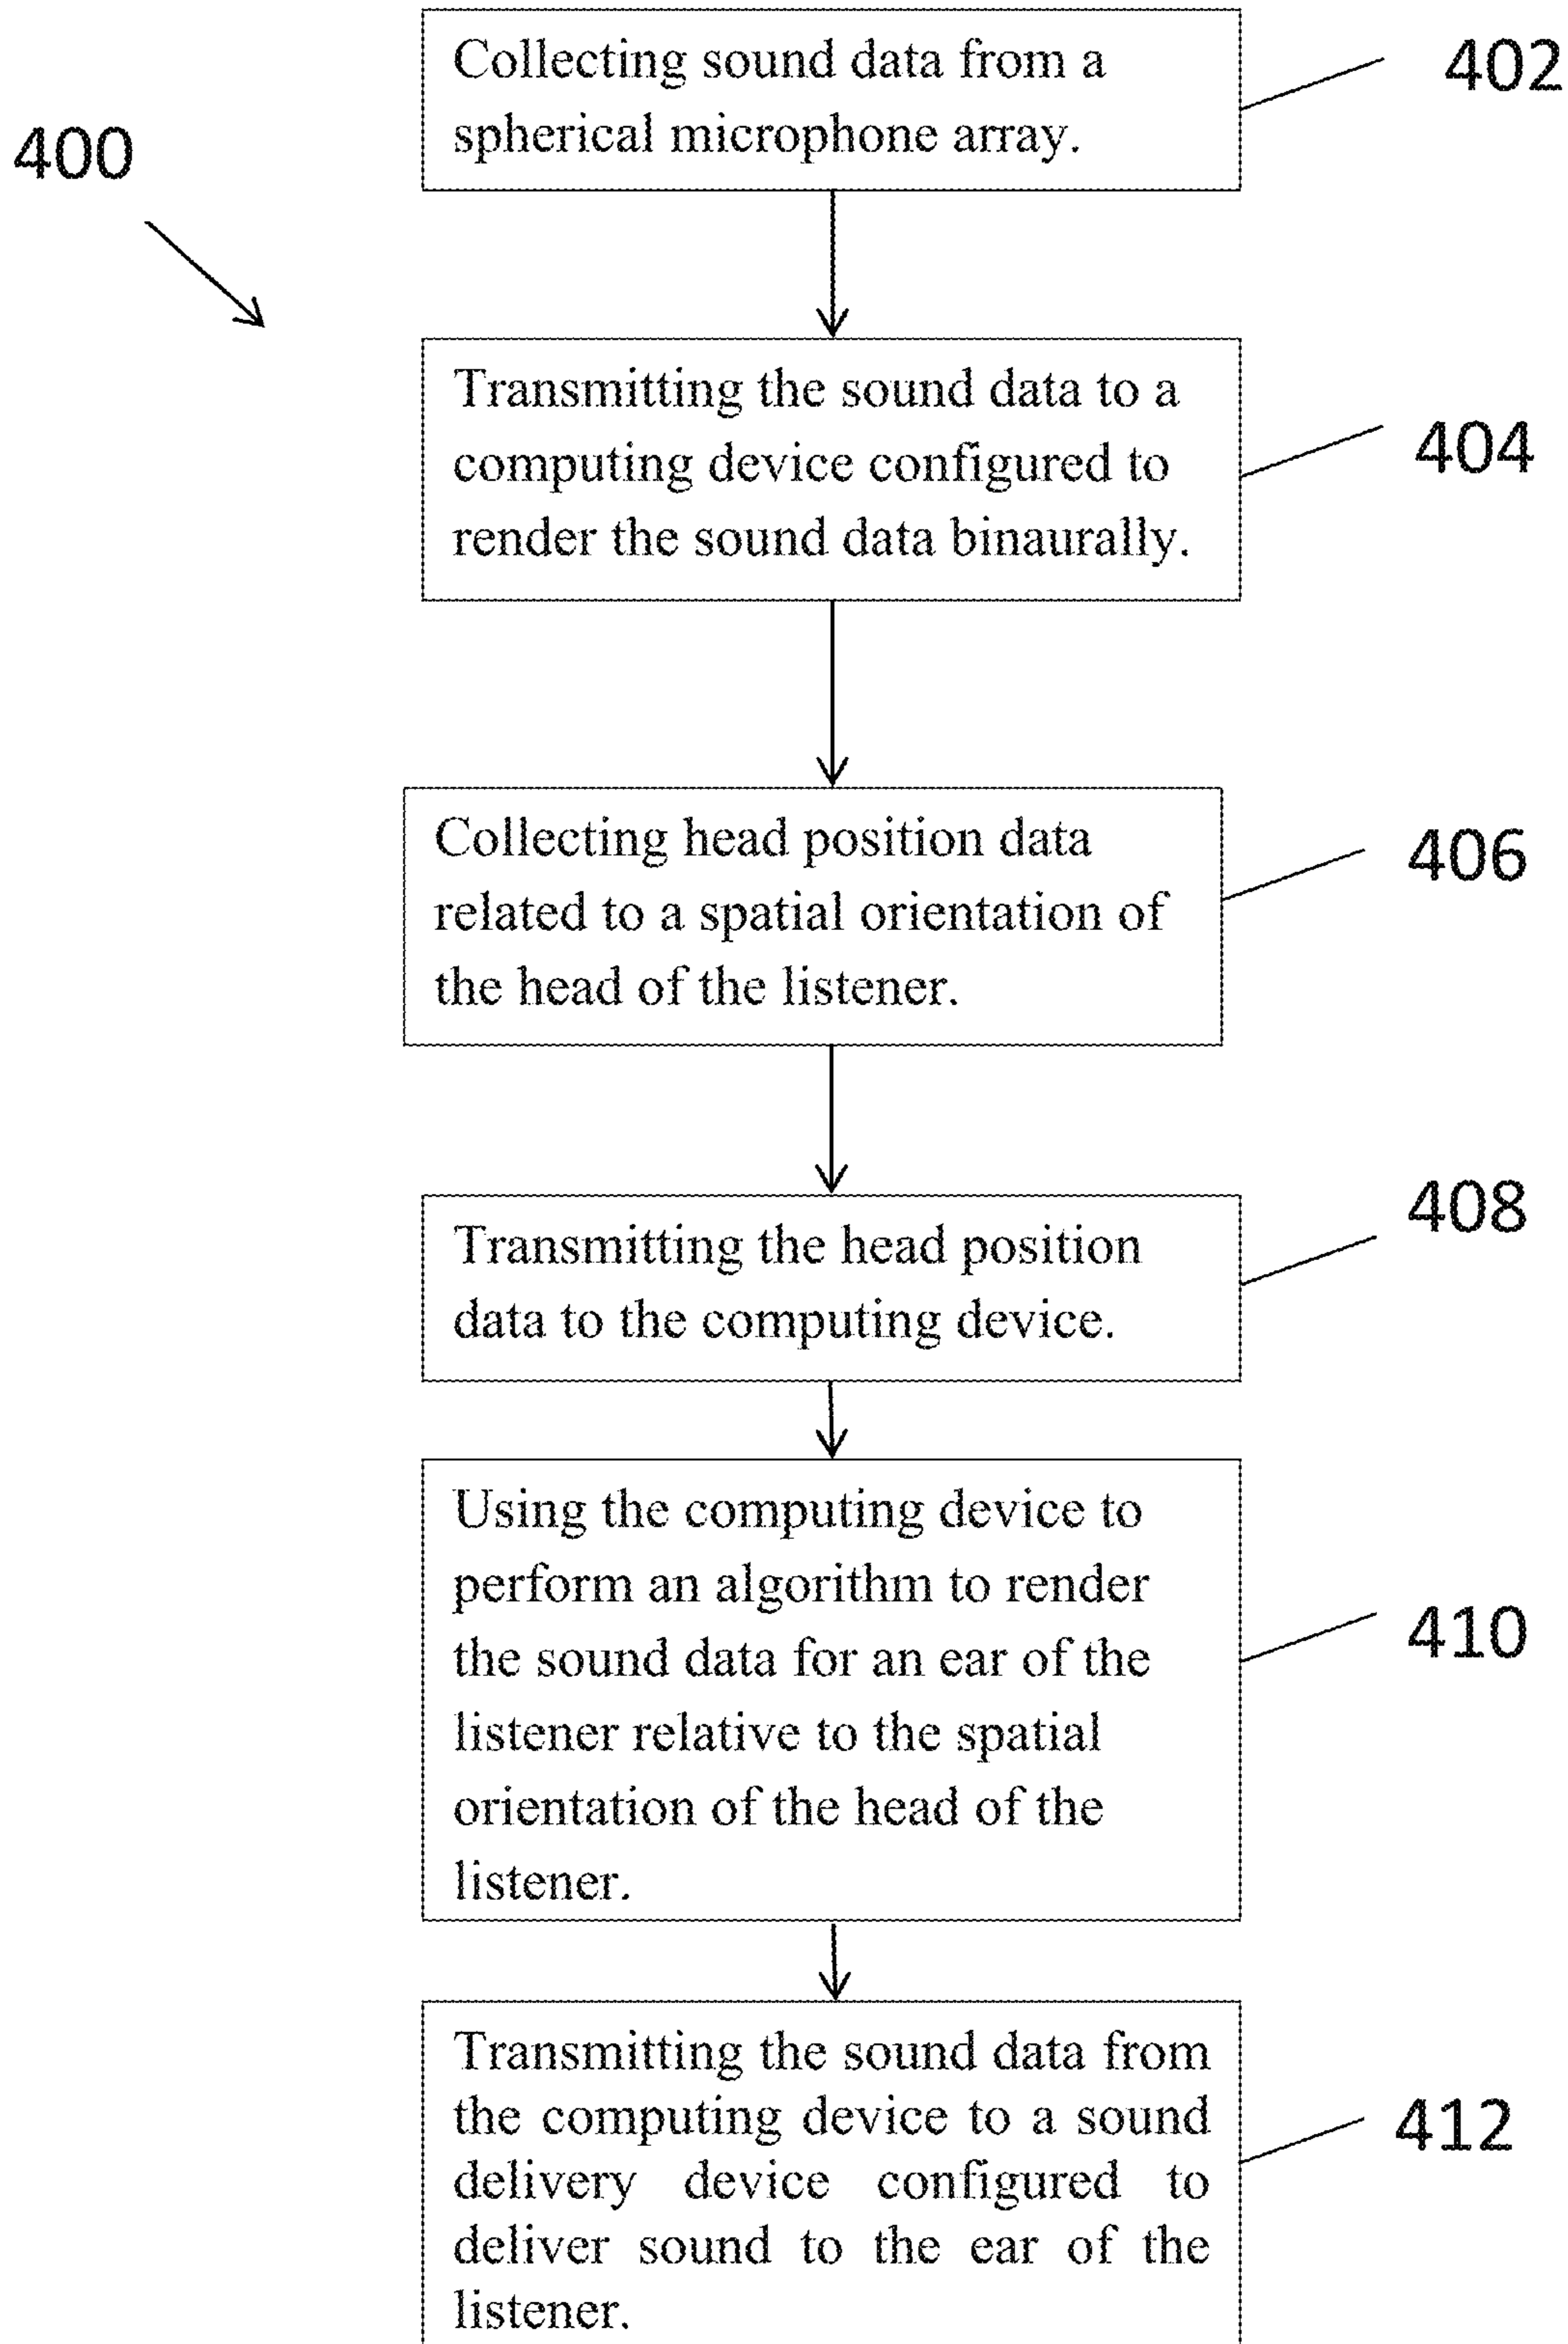 Collecting sound data from a
spherical microphone array.
402
400
Transmitting the sound data to a
computing device configured to
render the sound data binaurally.
404
Collecting head position data
related to a spatial orientation of
the head of the listener.
406
Transmitting the head position
data to the computing device.
408
Using the computing device to
perform an algorithm to render
the sound data for an ear of the
listener relative to the spatial
orientation of the head of the
listener.
410
Transmitting the sound data from
the computing device to a sound
delivery device configured to
deliver sound to the ear of the
listener.
412